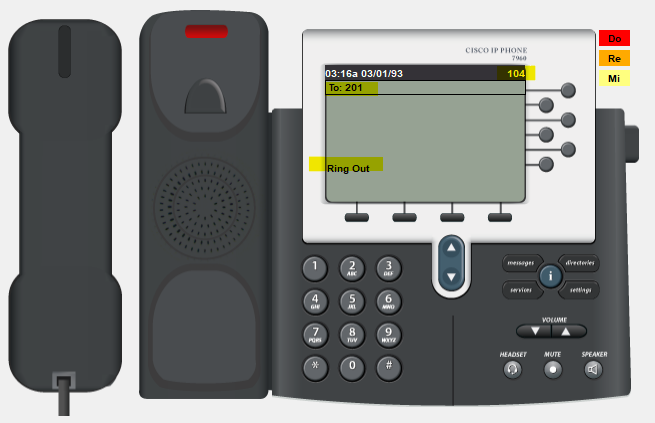 CISCO IP PHONE
7960
Do
Re
Mi
03:16a 03/01/93 104
To: 201
Ring Out
messages directories
i
services settings
VOLUME
HEADSET MUTE SPEAKER
1 2 3
ABC DEF
4 5 6
GHI JKL MNO
7 8 9
PQRS TUV WXYZ
* 0 #